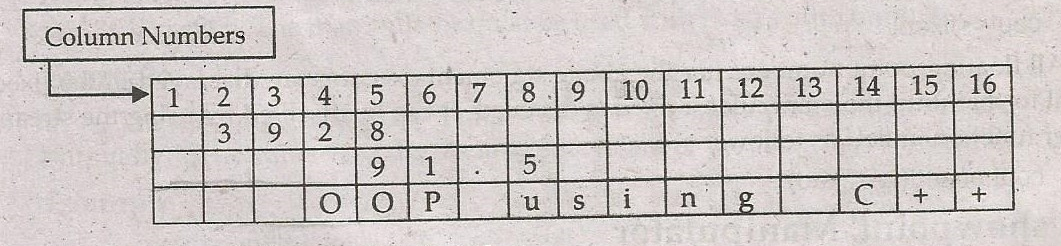 Column Numbers
1 2 3 4 5 6 7 8 9 10 11 12 13 14 15 16
3 9 2 8
9 1 . 5
O O P u s i n g C + +